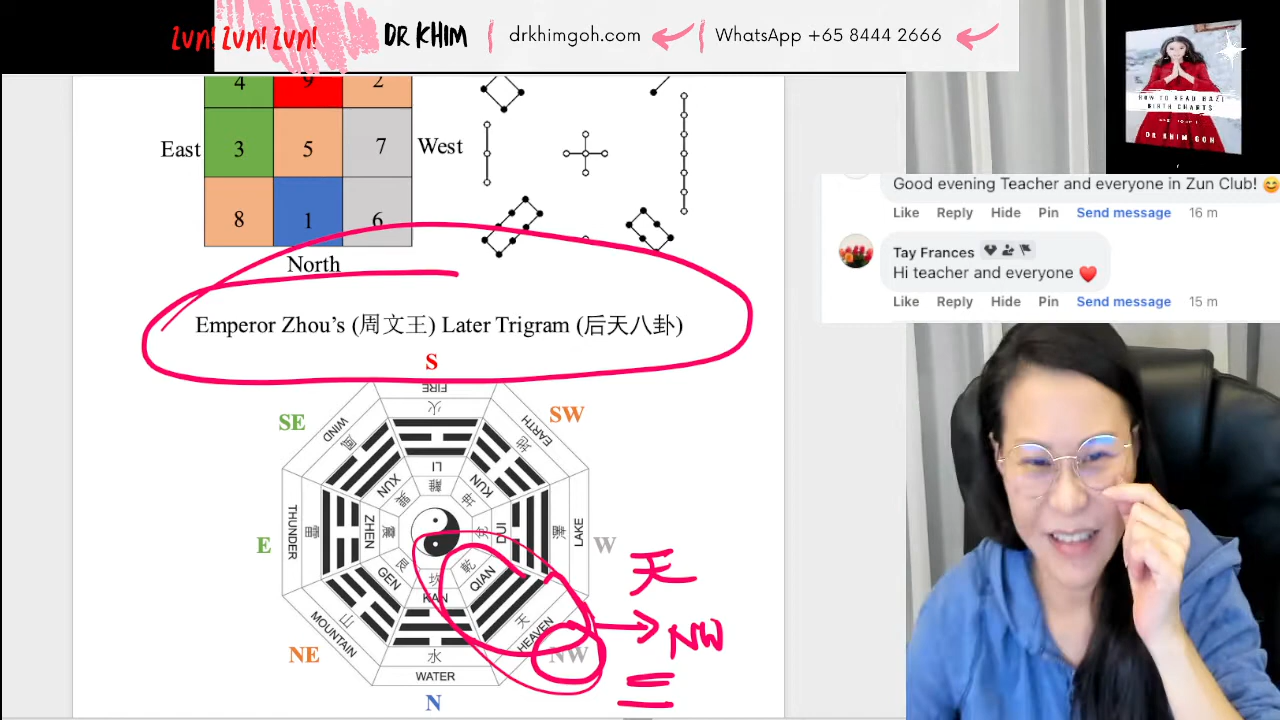 ZUN! ZUN! ZUN!
DR KHIM
drkhimgoh.com
WhatsApp +65 8444 2666
HOW TO READ BAZI
BIRTH CHARTS
DR KHIM GOH
4 9 2
East 3 5 7 West
8 1 6
North
Good evening Teacher and everyone in Zun Club! 😊
Like Reply Hide Pin Send message 16 m
Tay Frances
Hi teacher and everyone ❤️
Like Reply Hide Pin Send message 15 m
Emperor Zhou's (周文王) Later Trigram (后天八卦)
S
SE
SW
E
W
NE
NW
N
FIRE
火
LI
離
EARTH
地
KUN
坤
LAKE
澤
DUI
兌
HEAVEN
天
QIAN
乾
WATER
水
KAN
坎
MOUNTAIN
山
GEN
艮
THUNDER
雷
ZHEN
震
WIND
風
XUN
巽
天
→ NW